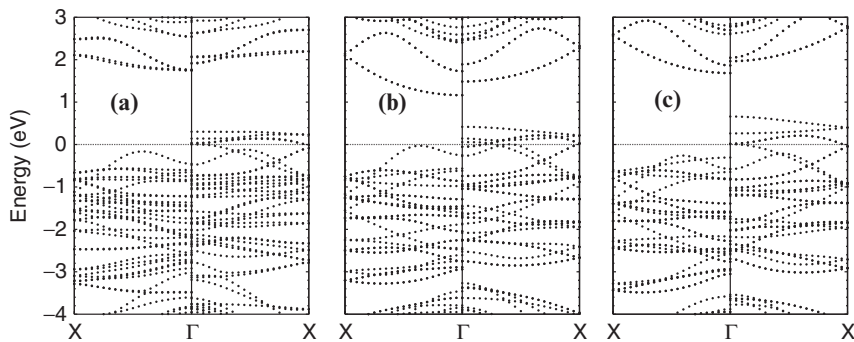 3
2
1
0
−1
−2
−3
−4
Energy (eV)
(a)
(b)
(c)
X Γ X X Γ X X Γ X